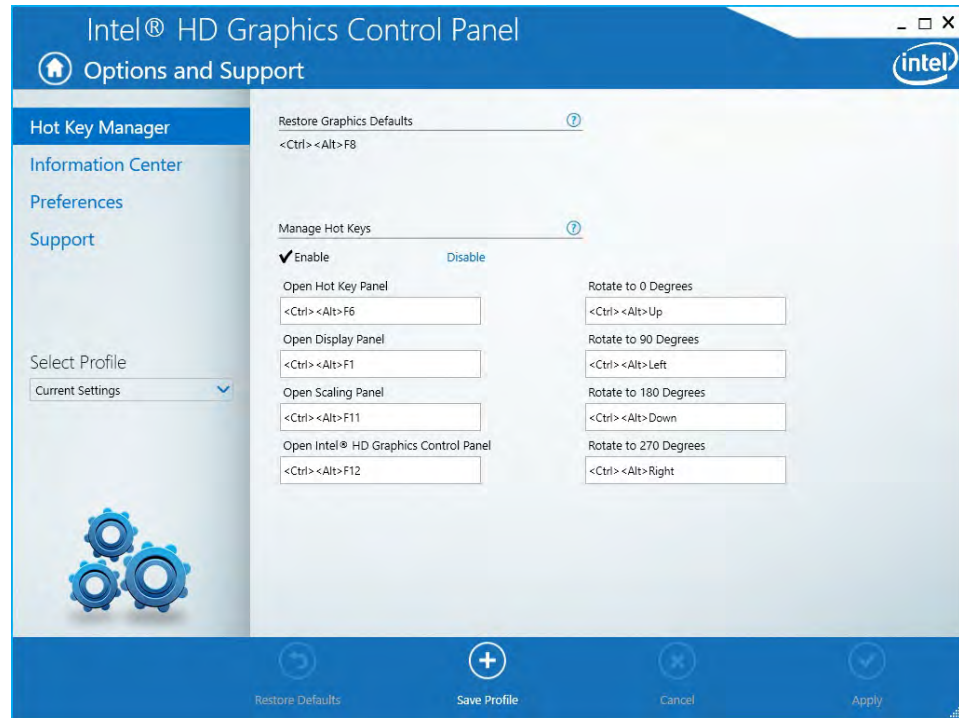 Intel® HD Graphics Control Panel
Options and Support
intel
Hot Key Manager
Information Center
Preferences
Support
Select Profile
Current Settings
Restore Graphics Defaults
<Ctrl><Alt>F8
Manage Hot Keys
Enable Disable
Open Hot Key Panel Rotate to 0 Degrees
<Ctrl><Alt>F6 <Ctrl><Alt>Up
Open Display Panel Rotate to 90 Degrees
<Ctrl><Alt>F1 <Ctrl><Alt>Left
Open Scaling Panel Rotate to 180 Degrees
<Ctrl><Alt>F11 <Ctrl><Alt>Down
Open Intel® HD Graphics Control Panel Rotate to 270 Degrees
<Ctrl><Alt>F12 <Ctrl><Alt>Right
Restore Defaults Save Profile Cancel Apply